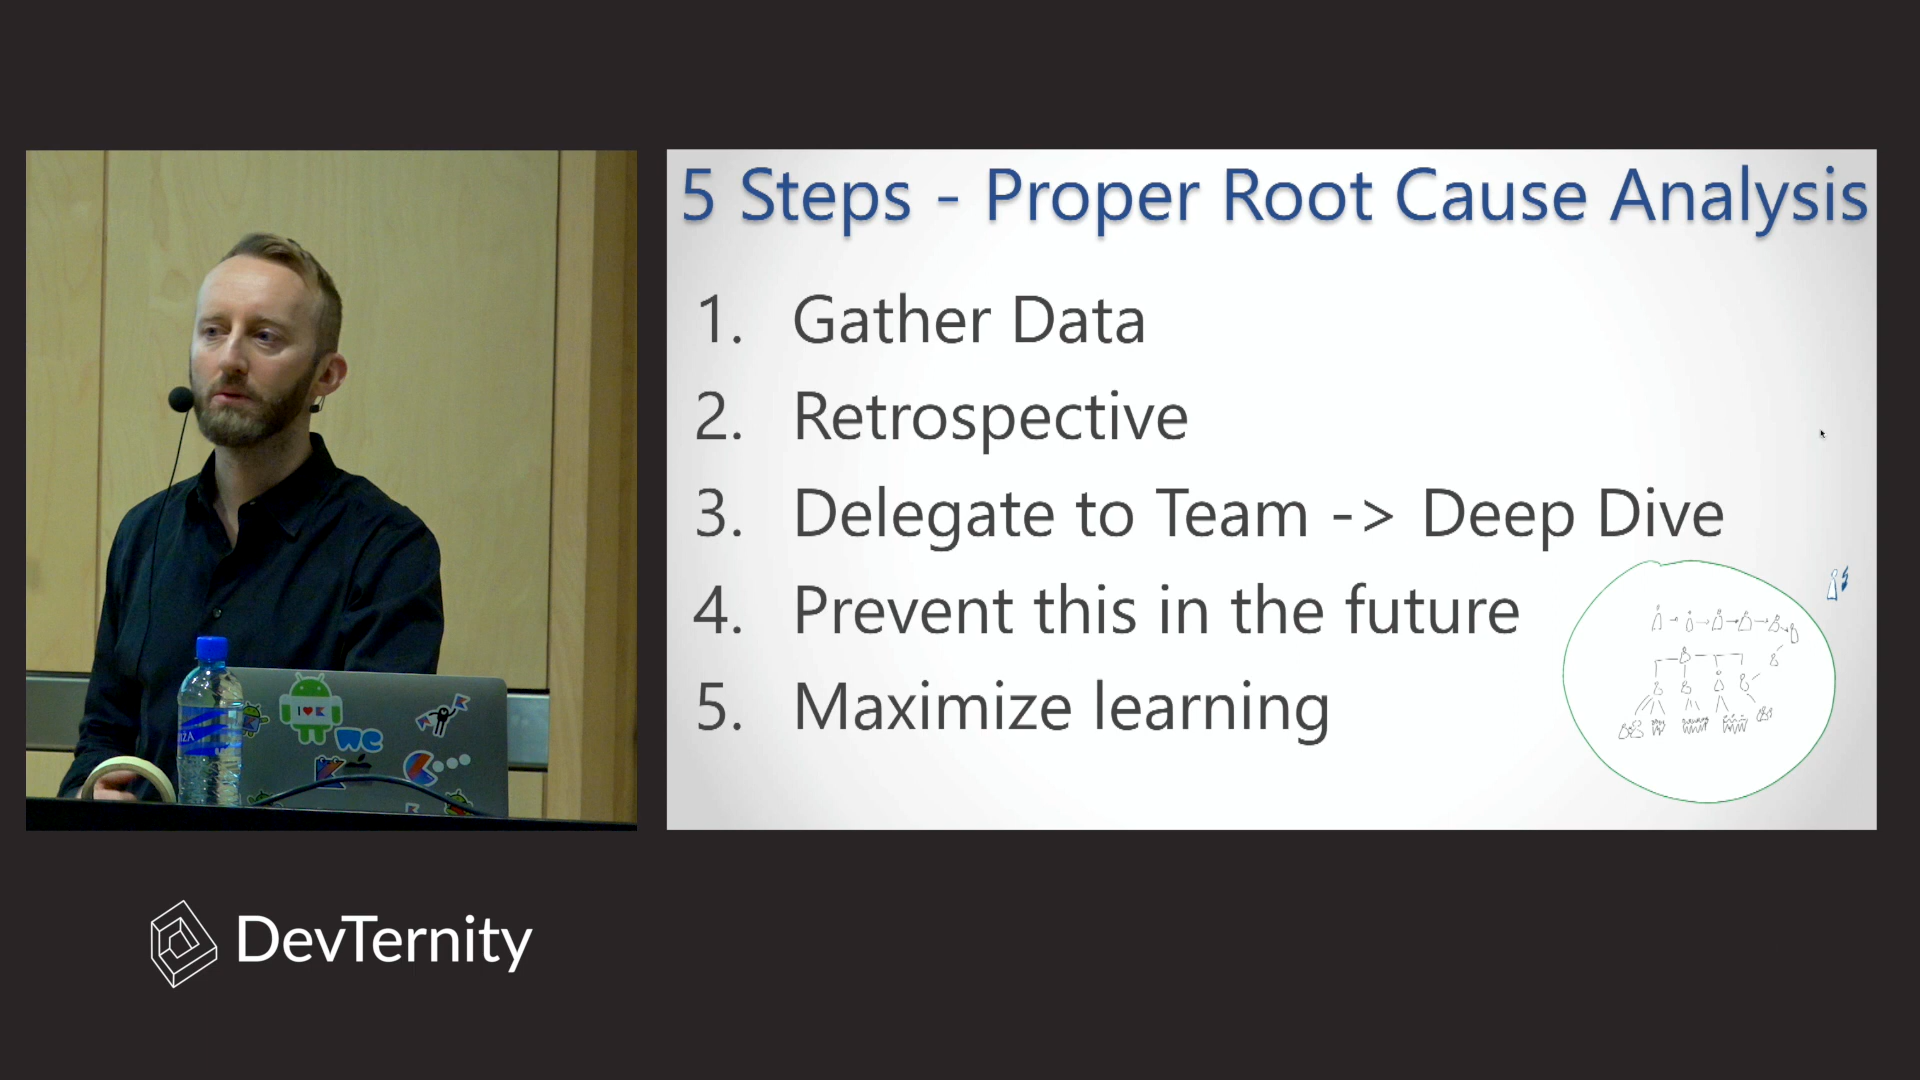 5 Steps - Proper Root Cause Analysis
1. Gather Data
2. Retrospective
3. Delegate to Team -> Deep Dive
4. Prevent this in the future
5. Maximize learning
I ♥ K
we
DevTernity